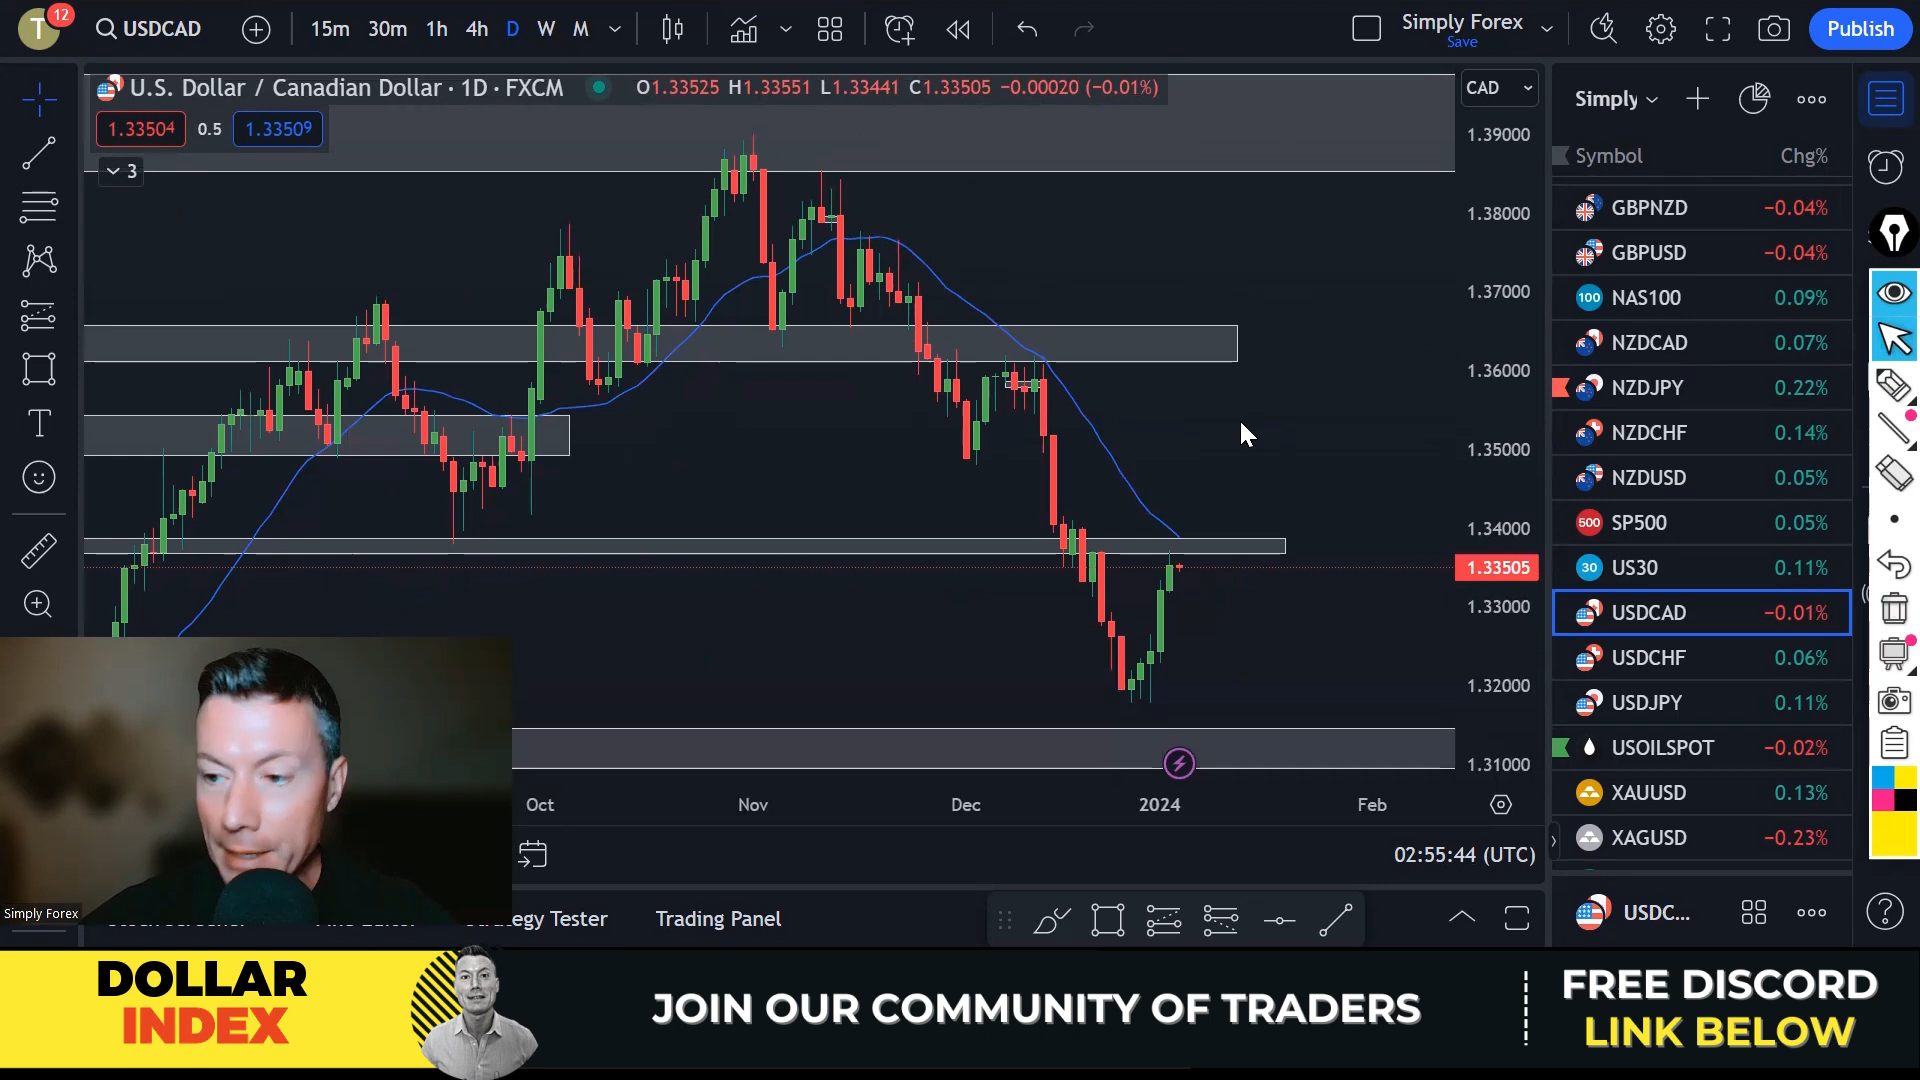 T
12
USDCAD
15m 30m 1h 4h D W M
Simply Forex
Save
Publish
U.S. Dollar / Canadian Dollar · 1D · FXCM
O1.33525 H1.33551 L1.33441 C1.33505 −0.00020 (−0.01%)
1.33504 0.5 1.33509
3
CAD
1.39000
1.38000
1.37000
1.36000
1.35000
1.34000
1.33505
1.33000
1.32000
1.31000
Oct Nov Dec 2024 Feb
02:55:44 (UTC)
Simply
Symbol Chg%
GBPNZD −0.04%
GBPUSD −0.04%
100 NAS100 0.09%
NZDCAD 0.07%
NZDJPY 0.22%
NZDCHF 0.14%
NZDUSD 0.05%
500 SP500 0.05%
30 US30 0.11%
USDCAD −0.01%
USDCHF 0.06%
USDJPY 0.11%
USOILSPOT −0.02%
XAUUSD 0.13%
XAGUSD −0.23%
USDC...
Simply Forex
egy Tester Trading Panel
DOLLAR
INDEX
JOIN OUR COMMUNITY OF TRADERS
FREE DISCORD
LINK BELOW